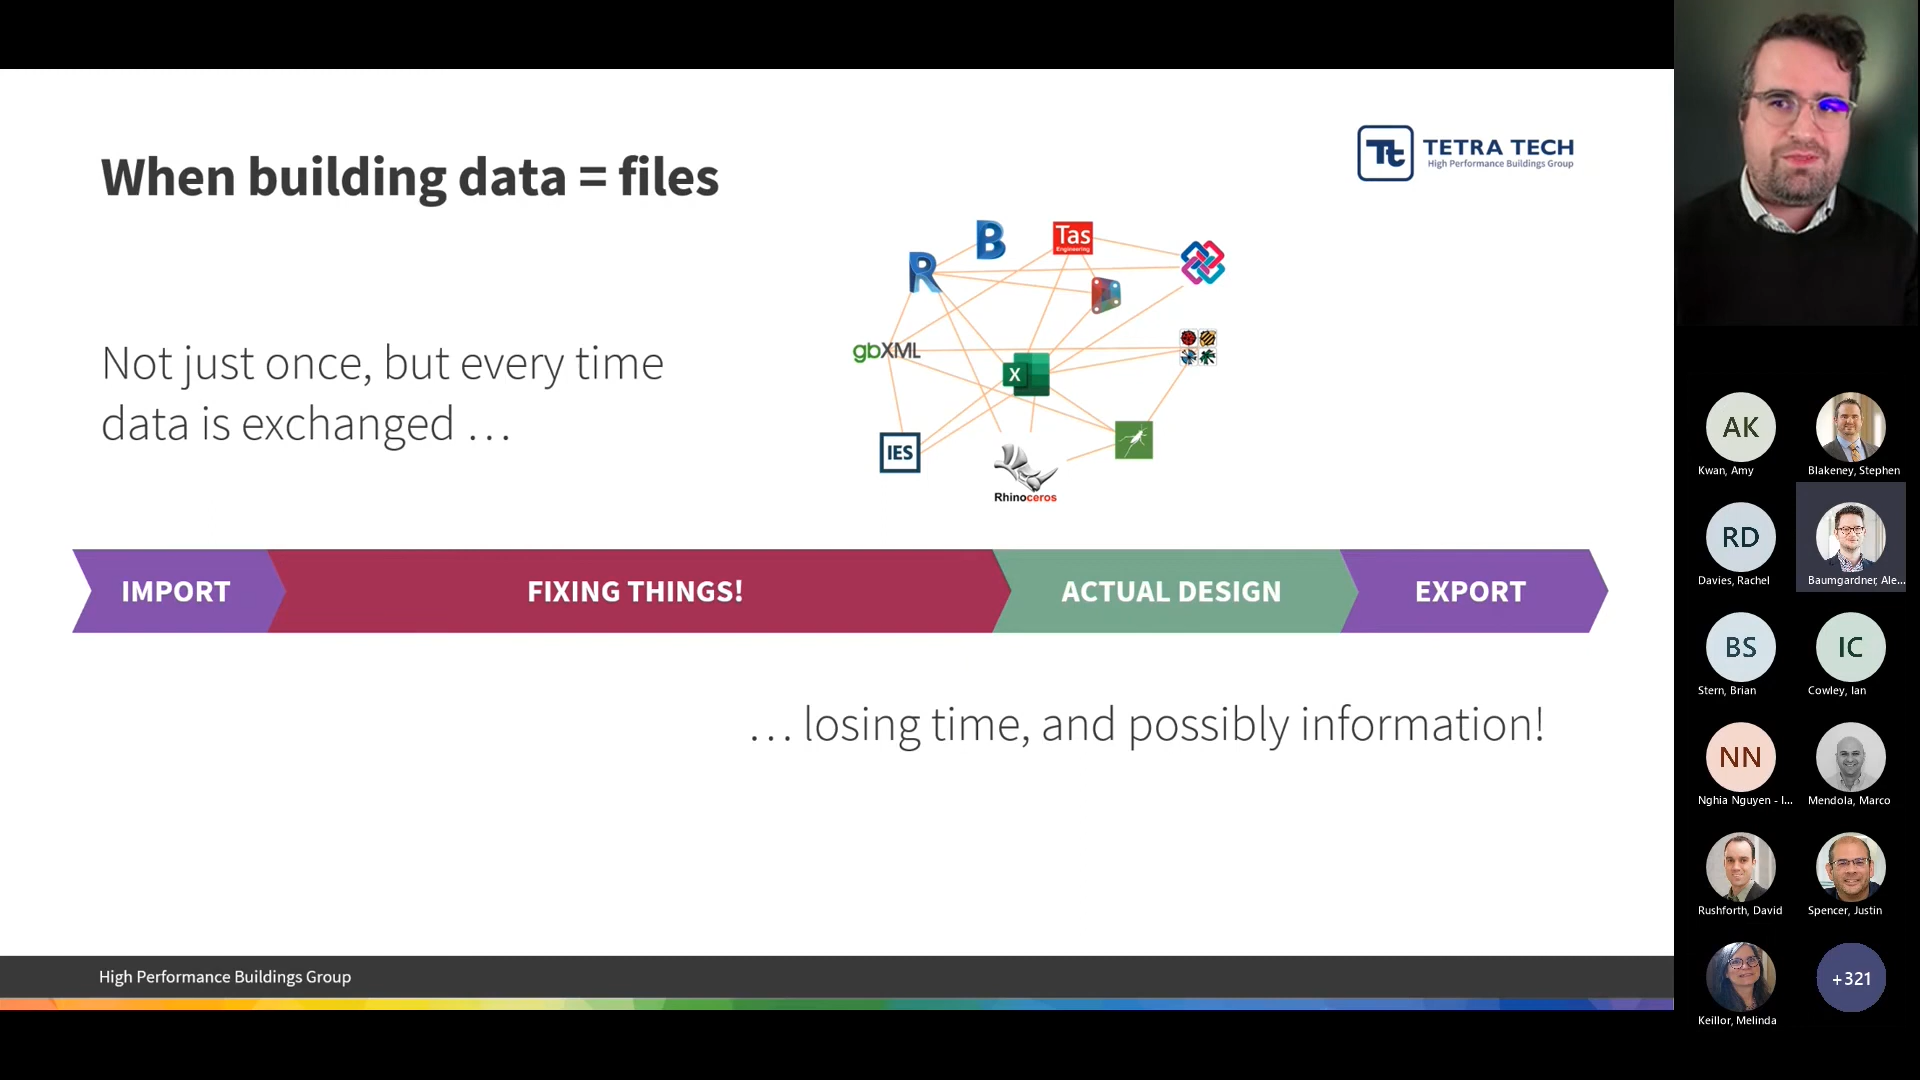 When building data = files
Tt TETRA TECH
High Performance Buildings Group
Not just once, but every time
data is exchanged …
B
Tas
Engineering
R
gbXML
X
IES
Rhinoceros
IMPORT
FIXING THINGS!
ACTUAL DESIGN
EXPORT
… losing time, and possibly information!
High Performance Buildings Group
AK
Kwan, Amy
Blakeney, Stephen
RD
Davies, Rachel
Baumgardner, Ale...
BS
Stern, Brian
IC
Cowley, Ian
NN
Nghia Nguyen - I...
Mendola, Marco
Rushforth, David
Spencer, Justin
Keillor, Melinda
+321